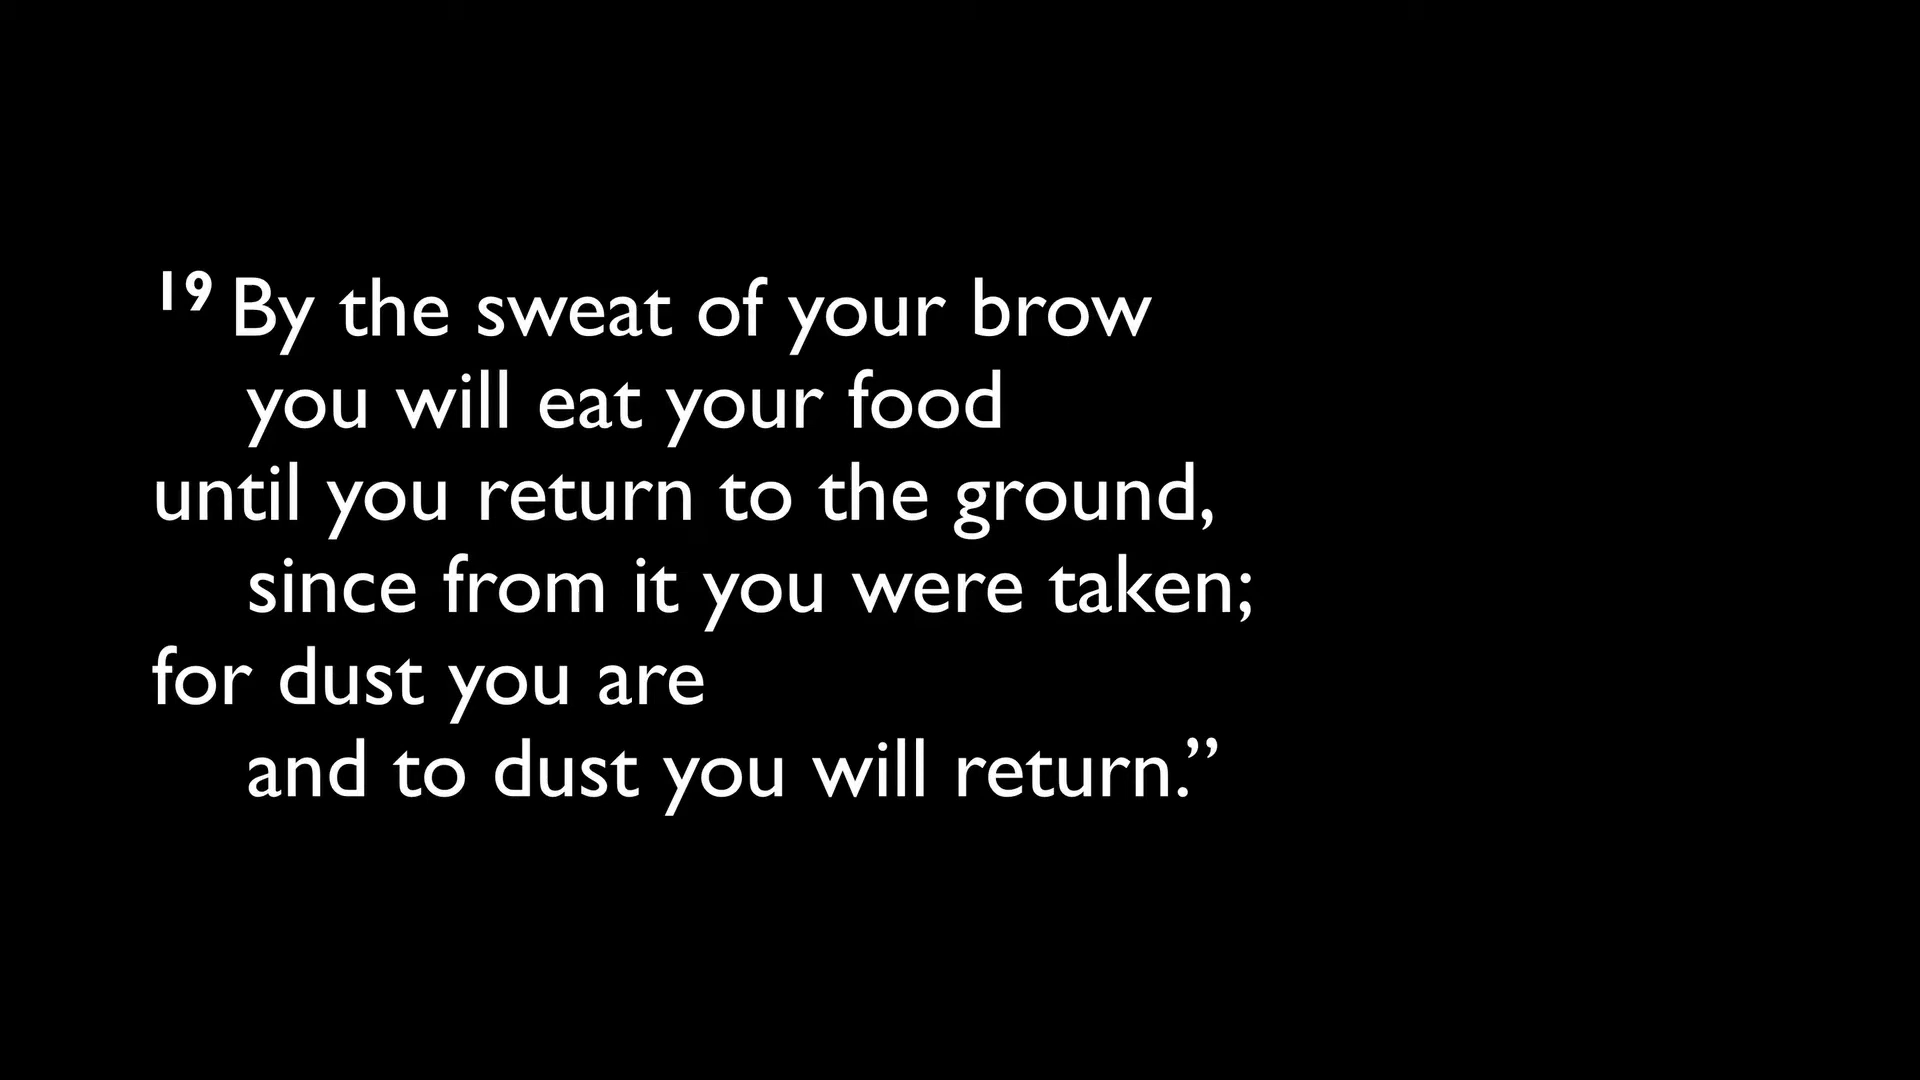 19 By the sweat of your brow
you will eat your food
until you return to the ground,
since from it you were taken;
for dust you are
and to dust you will return.”